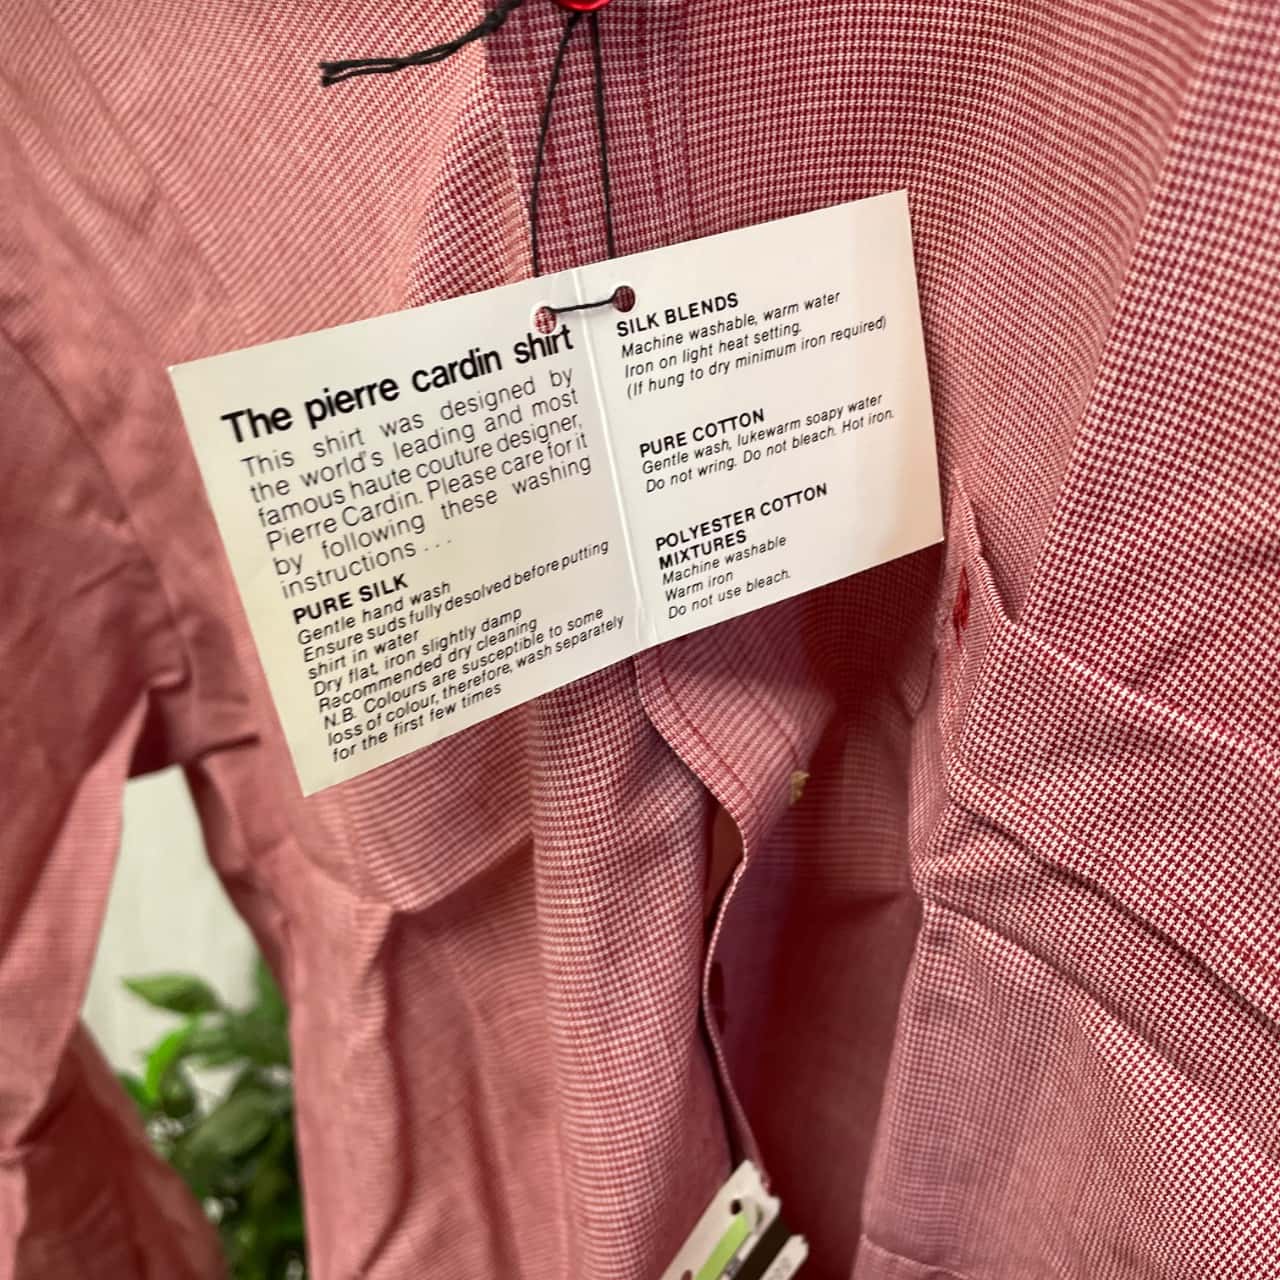 The pierre cardin shirt
This shirt was designed by
the world's leading and most
famous haute couture designer,
Pierre Cardin. Please care for it
by following these washing
instructions . . .
PURE SILK
Gentle hand wash
Ensure suds fully desolved before putting
shirt in water
Dry flat, iron slightly damp
Racommended dry cleaning
N.B. Colours are susceptible to some
loss of colour, therefore, wash separately
for the first few times
SILK BLENDS
Machine washable, warm water
Iron on light heat setting.
(If hung to dry minimum iron required)
PURE COTTON
Gentle wash, lukewarm soapy water
Do not wring. Do not bleach. Hot iron.
POLYESTER COTTON
MIXTURES
Machine washable
Warm iron
Do not use bleach.